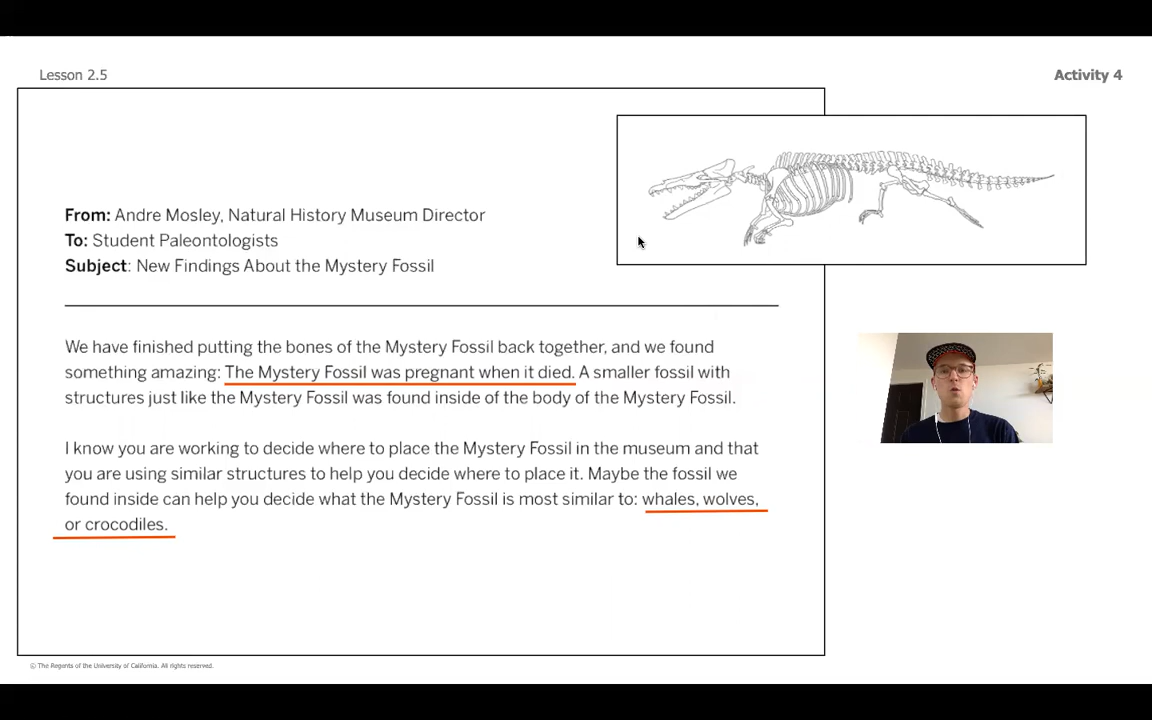 Lesson 2.5
Activity 4
From: Andre Mosley, Natural History Museum Director
To: Student Paleontologists
Subject: New Findings About the Mystery Fossil
We have finished putting the bones of the Mystery Fossil back together, and we found
something amazing: The Mystery Fossil was pregnant when it died. A smaller fossil with
structures just like the Mystery Fossil was found inside of the body of the Mystery Fossil.
I know you are working to decide where to place the Mystery Fossil in the museum and that
you are using similar structures to help you decide where to place it. Maybe the fossil we
found inside can help you decide what the Mystery Fossil is most similar to: whales, wolves,
or crocodiles.
© The Regents of the University of California. All rights reserved.